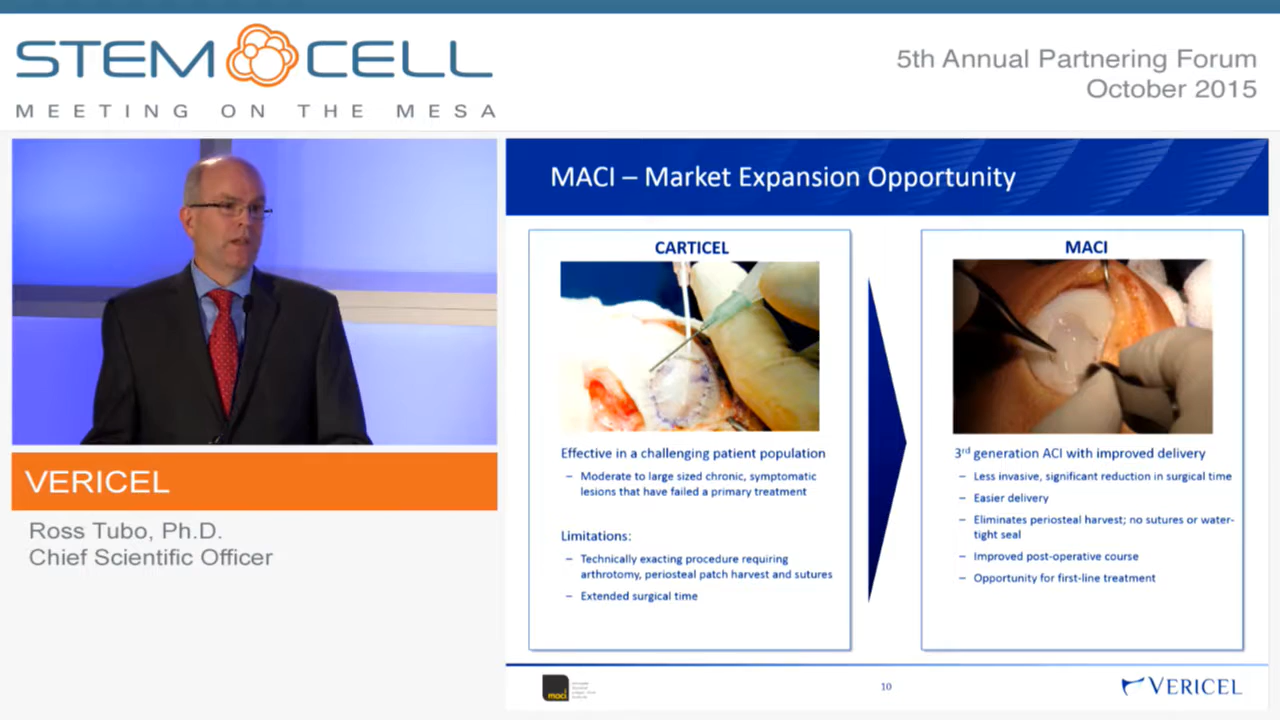 STEM CELL
MEETING ON THE MESA
5th Annual Partnering Forum
October 2015
VERICEL
Ross Tubo, Ph.D.
Chief Scientific Officer
MACI – Market Expansion Opportunity
CARTICEL
Effective in a challenging patient population
– Moderate to large sized chronic, symptomatic
lesions that have failed a primary treatment
Limitations:
– Technically exacting procedure requiring
arthrotomy, periosteal patch harvest and sutures
– Extended surgical time
MACI
3rd generation ACI with improved delivery
– Less invasive, significant reduction in surgical time
– Easier delivery
– Eliminates periosteal harvest; no sutures or water-
tight seal
– Improved post-operative course
– Opportunity for first-line treatment
maci
10
VERICEL